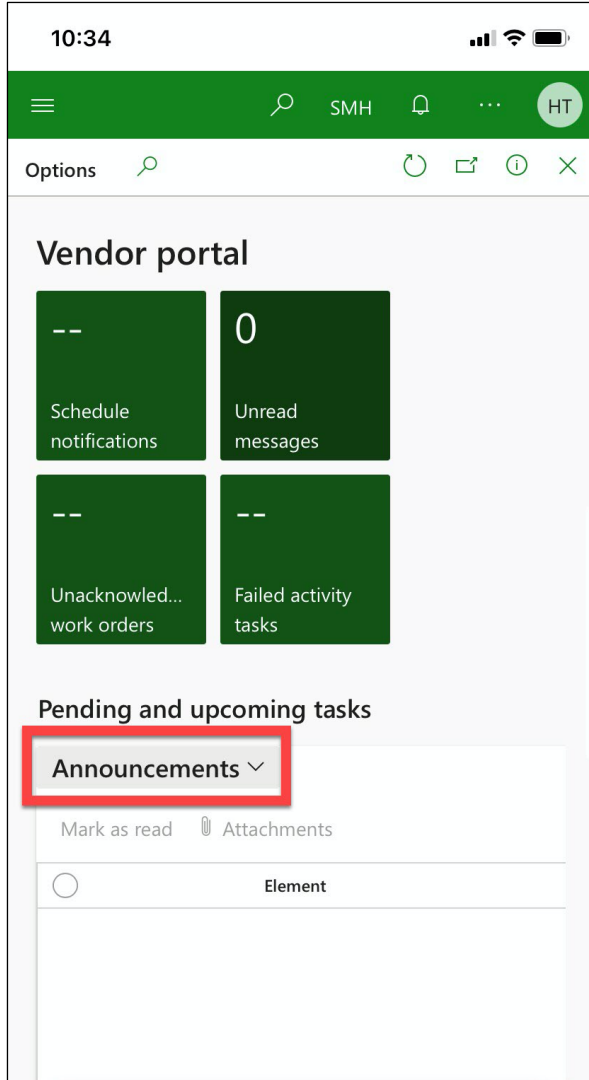 10:34
SMH
HT
Options
Vendor portal
--
0
Schedule
notifications
Unread
messages
--
--
Unacknowled...
work orders
Failed activity
tasks
Pending and upcoming tasks
Announcements
Mark as read
Attachments
Element